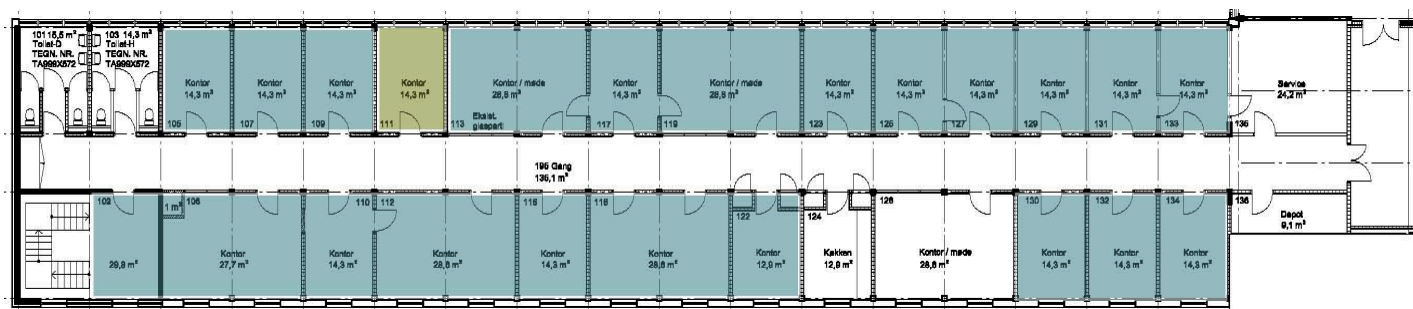 101 15,5 m²
Toilet-D
TEGN. NR.
TA999X572
103 14,3 m²
Toilet-H
TEGN. NR.
TA999X572
Kontor
14,3 m²
105
Kontor
14,3 m²
107
Kontor
14,3 m²
109
Kontor
14,3 m²
111
Kontor / møde
28,6 m²
113
Ekslst.
glasparti
Kontor
14,3 m²
117
Kontor / møde
28,6 m²
119
Kontor
14,3 m²
123
Kontor
14,3 m²
125
Kontor
14,3 m²
127
Kontor
14,3 m²
129
Kontor
14,3 m²
131
Kontor
14,3 m²
133
Service
24,2 m²
135
195 Gang
135,1 m²
102
29,8 m²
1 m²
106
Kontor
27,7 m²
110
Kontor
14,3 m²
112
Kontor
28,6 m²
116
Kontor
14,3 m²
118
Kontor
28,6 m²
122
Kontor
12,9 m²
124
Køkken
12,9 m²
126
Kontor / møde
28,6 m²
130
Kontor
14,3 m²
132
Kontor
14,3 m²
134
Kontor
14,3 m²
136
Depot
9,1 m²